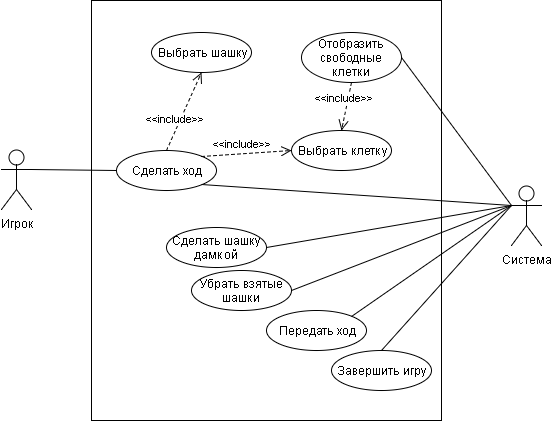 Выбрать шашку
Отобразить
свободные
клетки
<<include>>
<<include>>
<<include>>
Выбрать клетку
Сделать ход
Игрок
Система
Сделать шашку
дамкой
Убрать взятые
шашки
Передать ход
Завершить игру